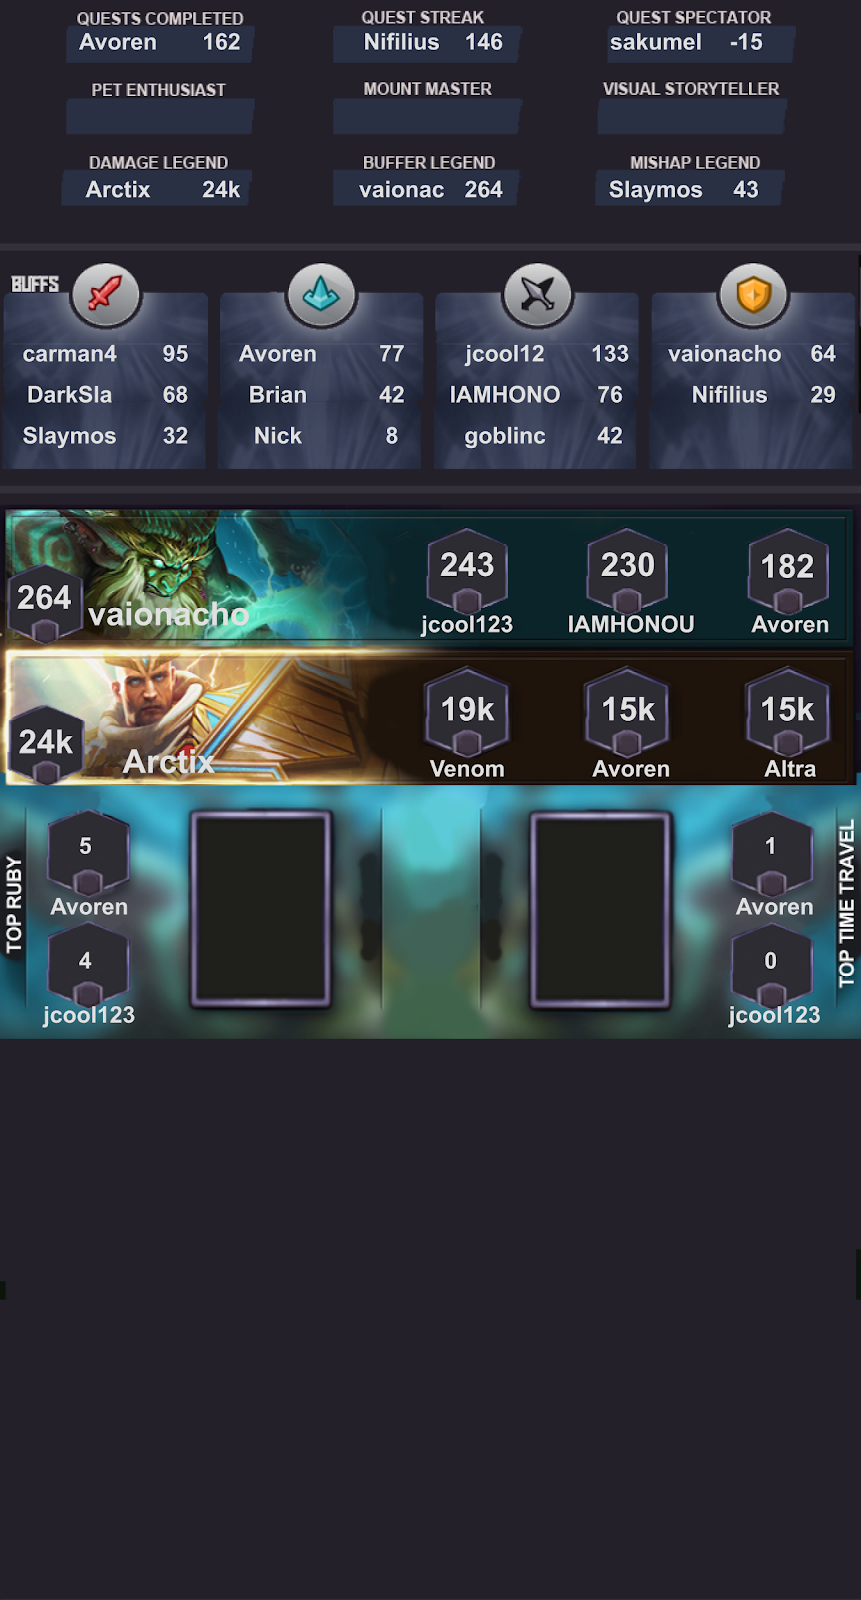 QUESTS COMPLETED QUEST STREAK QUEST SPECTATOR
Avoren 162 Nifilius 146 sakumel -15
PET ENTHUSIAST MOUNT MASTER VISUAL STORYTELLER
DAMAGE LEGEND BUFFER LEGEND MISHAP LEGEND
Arctix 24k vaionac 264 Slaymos 43
BUFFS
carman4 95 Avoren 77 jcool12 133 vaionacho 64
DarkSla 68 Brian 42 IAMHONO 76 Nifilius 29
Slaymos 32 Nick 8 goblinc 42
243 230 182
264 vaionacho
jcool123 IAMHONOU Avoren
19k 15k 15k
24k Arctix
Venom Avoren Altra
TOP RUBY
5
Avoren
4
jcool123
1
Avoren
0
jcool123
TOP TIME TRAVEL